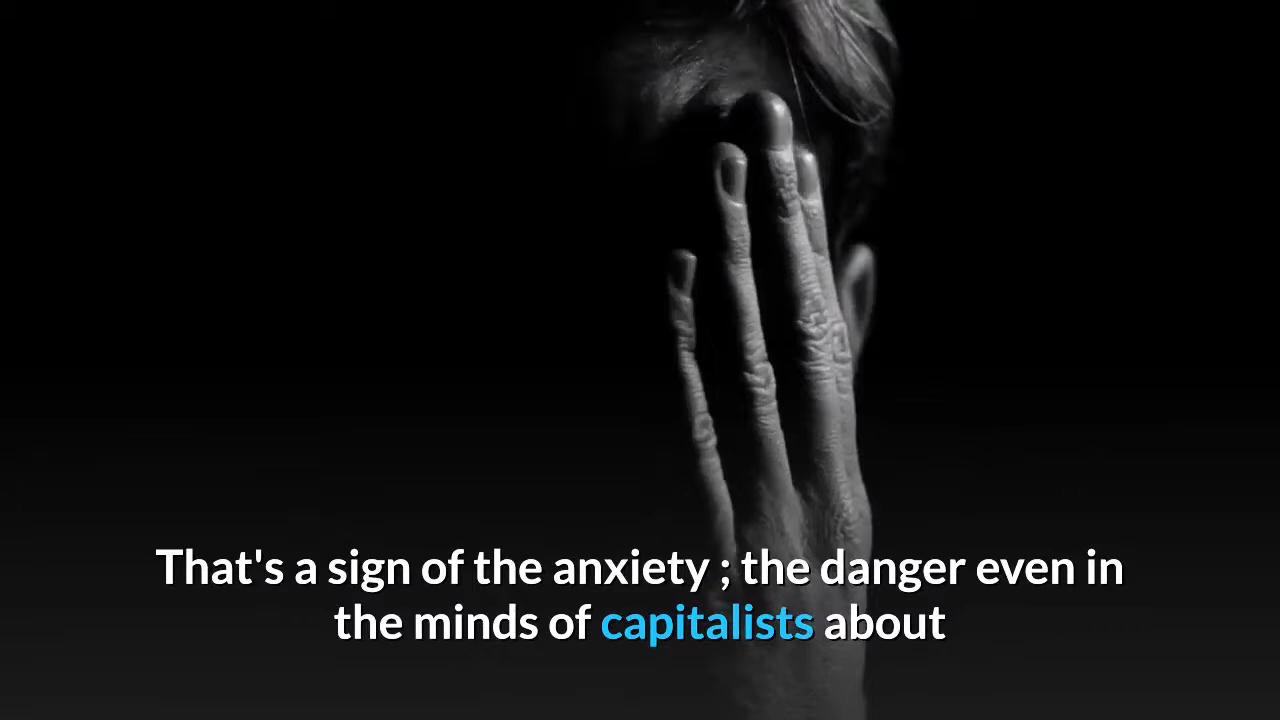 That's a sign of the anxiety ; the danger even in
the minds of capitalists about